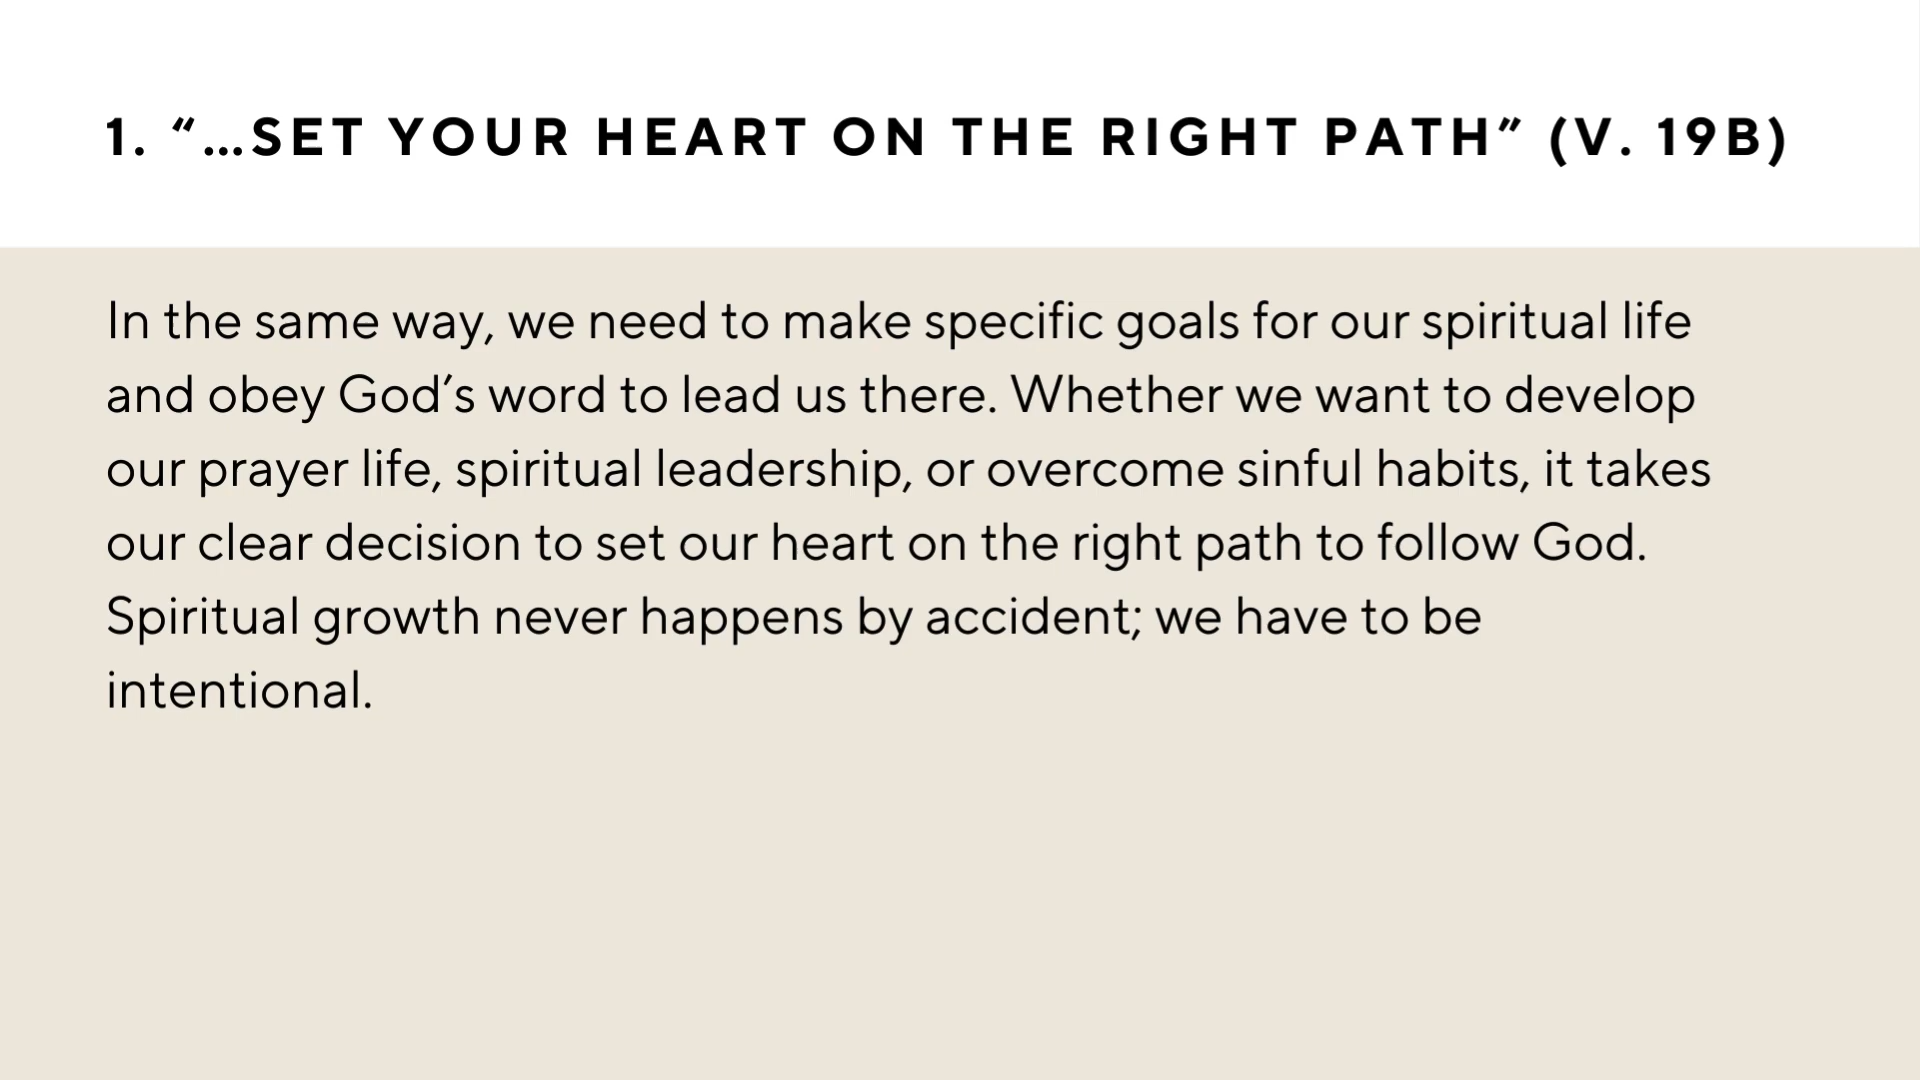 1. “…SET YOUR HEART ON THE RIGHT PATH” (V. 19B)
In the same way, we need to make specific goals for our spiritual life
and obey God’s word to lead us there. Whether we want to develop
our prayer life, spiritual leadership, or overcome sinful habits, it takes
our clear decision to set our heart on the right path to follow God.
Spiritual growth never happens by accident; we have to be
intentional.